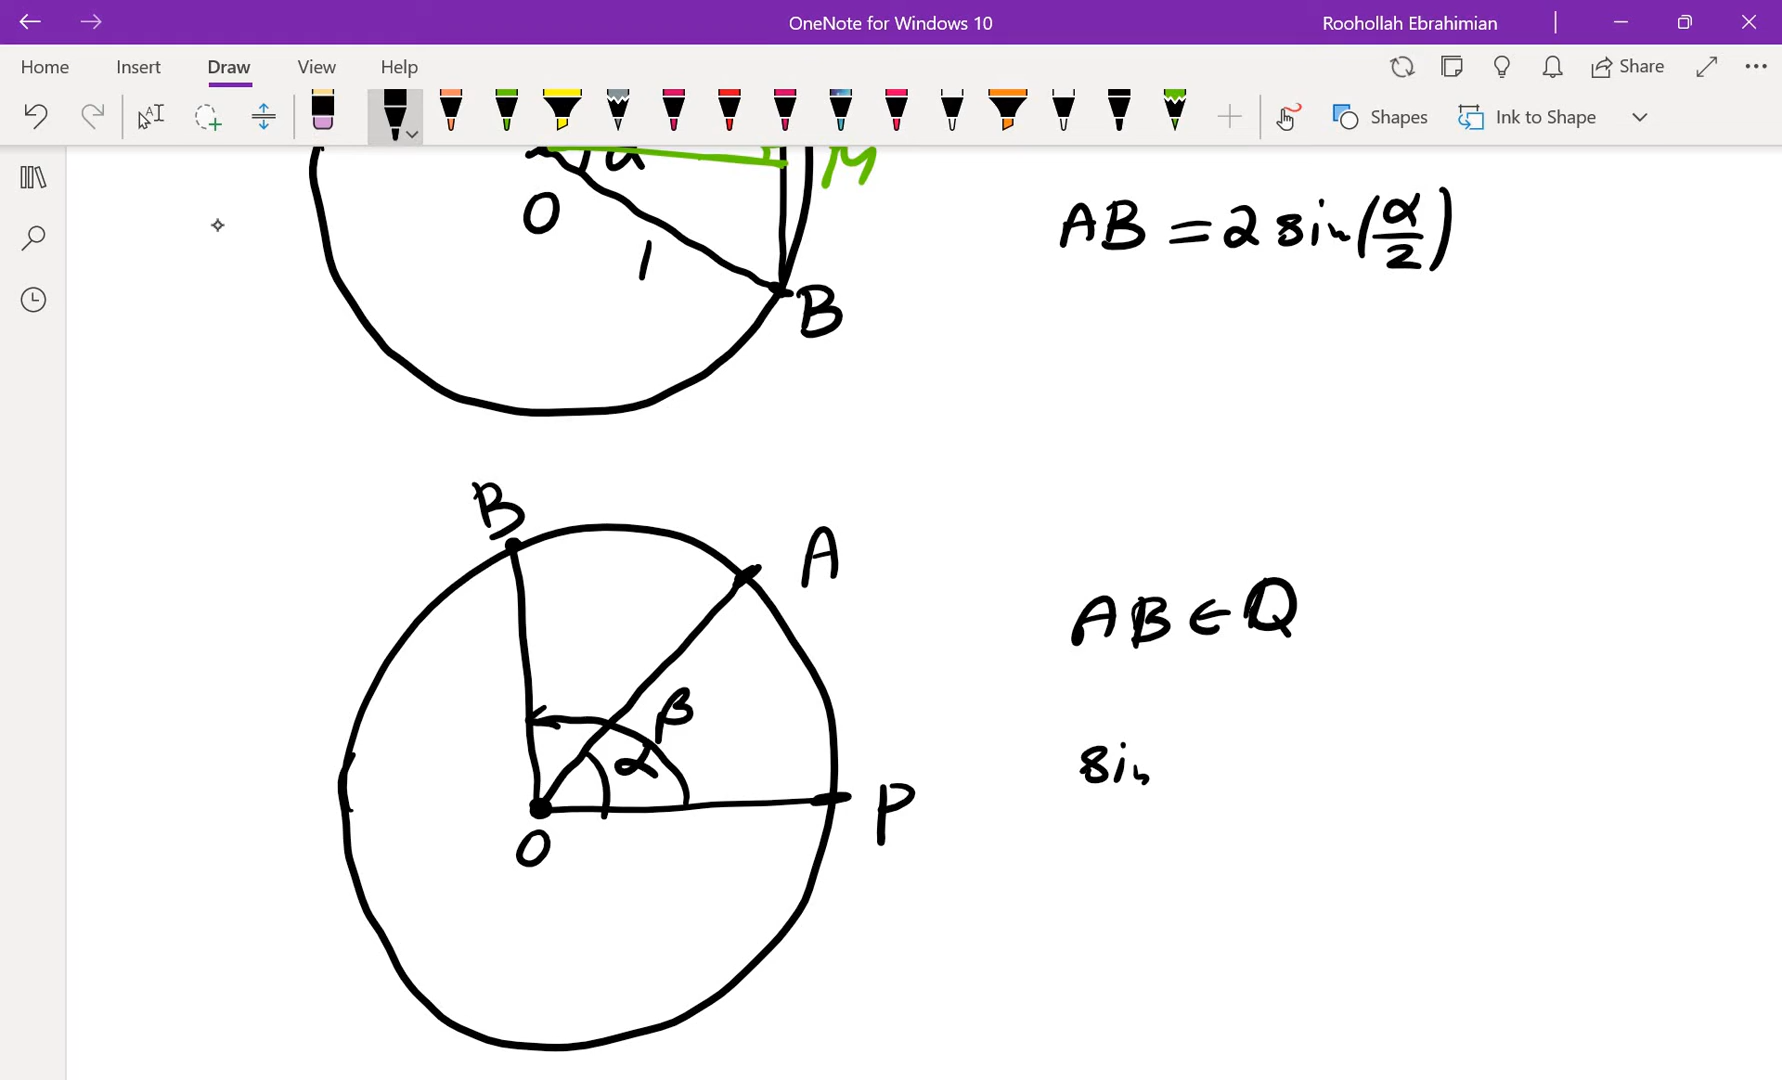 OneNote for Windows 10
Roohollah Ebrahimian
Home Insert Draw View Help
Share
Shapes
Ink to Shape
α
M
O
1
B
AB = 2 sin(α/2)
B
A
β
α
O
P
AB ∈ Q
sin